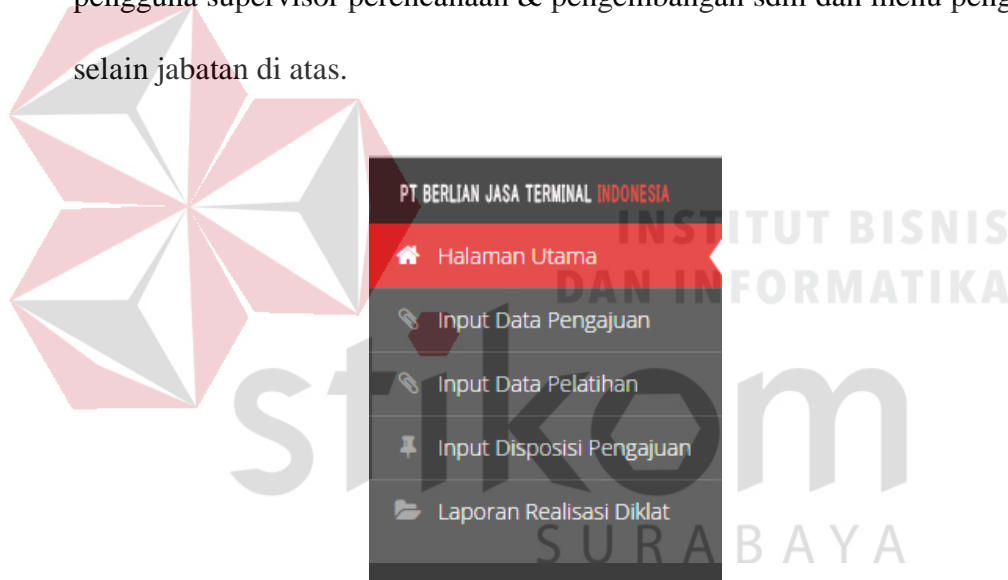 pengguna supervisor perencanaan & pengembangan sdm dan menu
selain jabatan di atas.
PT BERLIAN JASA TERMINAL INDONESIA
INSTITUT BISNIS
Halaman Utama
DAN INFORMATIKA
Input Data Pengajuan
Input Data Pelatihan
stikom
Input Disposisi Pengajuan
Laporan Realisasi Diklat
SURABAYA